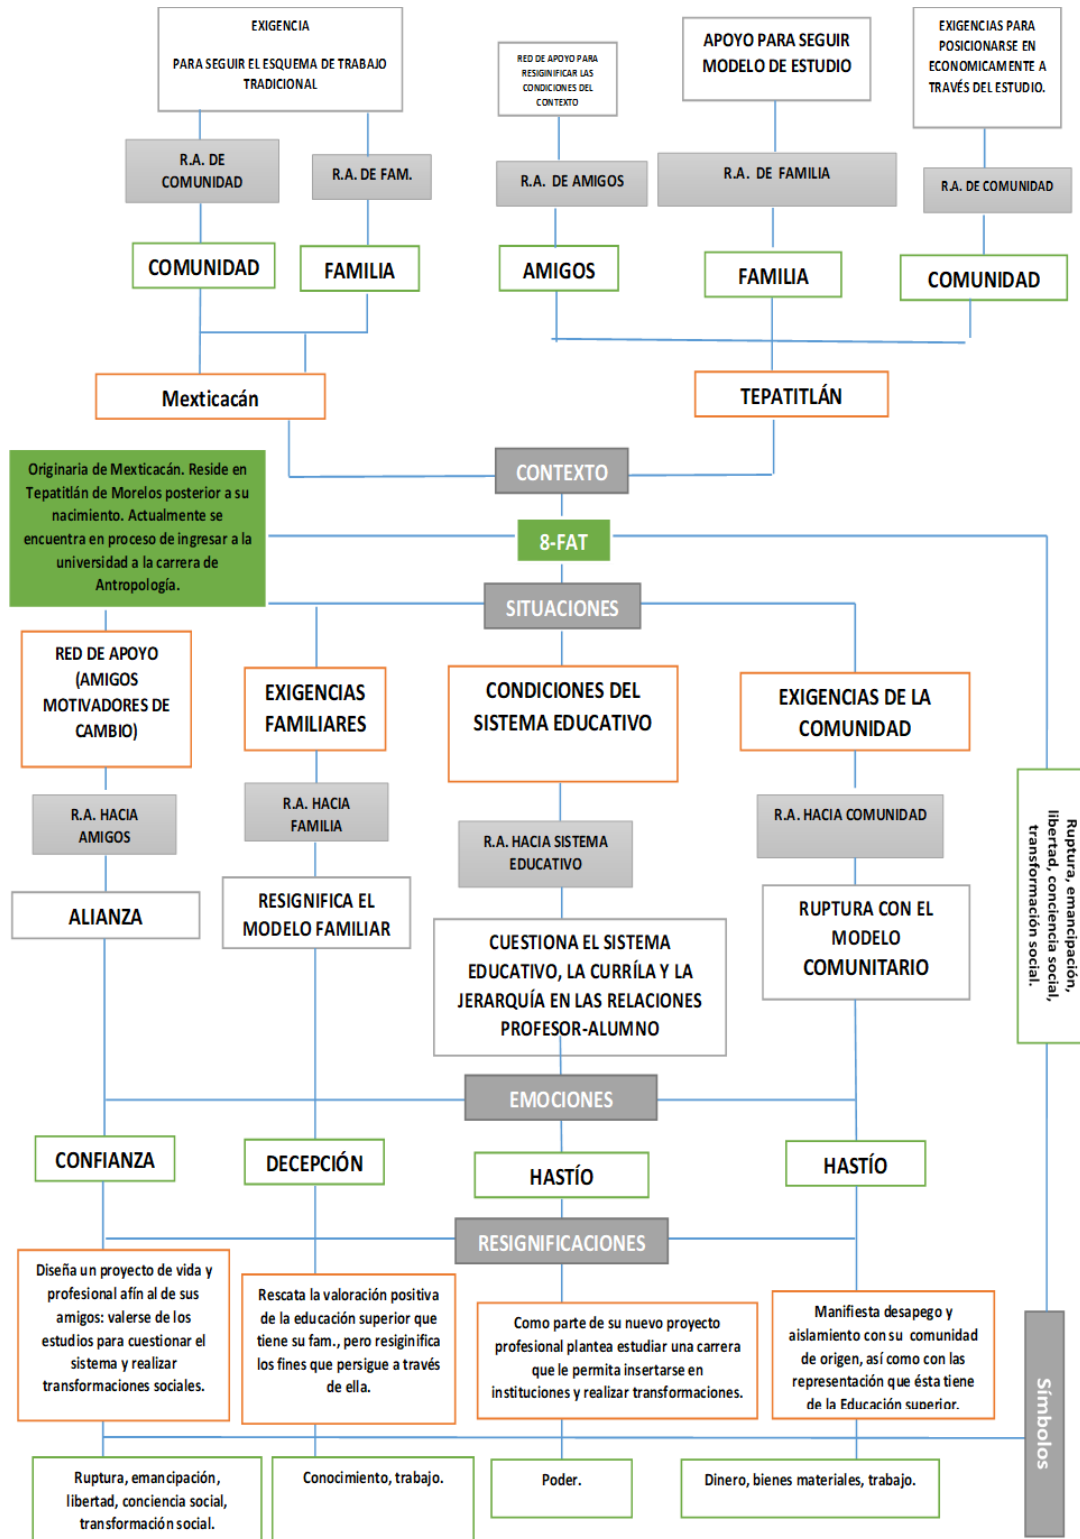 EXIGENCIA
PARA SEGUIR EL ESQUEMA DE TRABAJO
TRADICIONAL
RED DE APOYO PARA
RESIGINIFICAR LAS
CONDICIONES DEL
CONTEXTO
APOYO PARA SEGUIR
MODELO DE ESTUDIO
EXIGENCIAS PARA
POSICIONARSE EN
ECONOMICAMENTE A
TRAVÉS DEL ESTUDIO.
R.A. DE
COMUNIDAD
R.A. DE FAM.
R.A. DE AMIGOS
R.A. DE FAMILIA
R.A. DE COMUNIDAD
COMUNIDAD
FAMILIA
AMIGOS
FAMILIA
COMUNIDAD
Mexticacán
TEPATITLÁN
CONTEXTO
Originaria de Mexticacán. Reside en
Tepatitlán de Morelos posterior a su
nacimiento. Actualmente se
encuentra en proceso de ingresar a la
universidad a la carrera de
Antropología.
8-FAT
SITUACIONES
RED DE APOYO
(AMIGOS
MOTIVADORES DE
CAMBIO)
EXIGENCIAS
FAMILIARES
CONDICIONES DEL
SISTEMA EDUCATIVO
EXIGENCIAS DE LA
COMUNIDAD
R.A. HACIA
AMIGOS
R.A. HACIA
FAMILIA
R.A. HACIA SISTEMA
EDUCATIVO
R.A. HACIA COMUNIDAD
Ruptura, emancipación,
libertad, conciencia social,
transformación social.
ALIANZA
RESIGNIFICA EL
MODELO FAMILIAR
CUESTIONA EL SISTEMA
EDUCATIVO, LA CURRÍLA Y LA
JERARQUÍA EN LAS RELACIONES
PROFESOR-ALUMNO
RUPTURA CON EL
MODELO
COMUNITARIO
EMOCIONES
CONFIANZA
DECEPCIÓN
HASTÍO
HASTÍO
RESIGNIFICACIONES
Diseña un proyecto de vida y
profesional afín al de sus
amigos: valerse de los
estudios para cuestionar el
sistema y realizar
transformaciones sociales.
Rescata la valoración positiva
de la educación superior que
tiene su fam., pero resiginifica
los fines que persigue a través
de ella.
Como parte de su nuevo proyecto
profesional plantea estudiar una carrera
que le permita insertarse en
instituciones y realizar transformaciones.
Manifiesta desapego y
aislamiento con su comunidad
de origen, así como con las
representación que ésta tiene
de la Educación superior.
Símbolos
Ruptura, emancipación,
libertad, conciencia social,
transformación social.
Conocimiento, trabajo.
Poder.
Dinero, bienes materiales, trabajo.